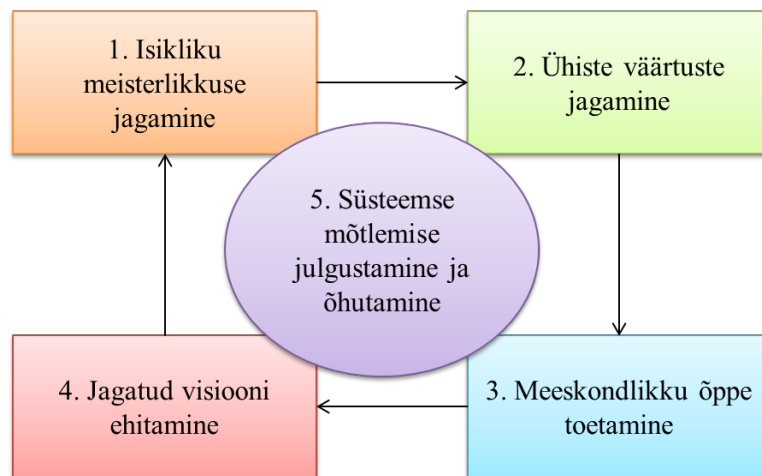 1. Isikliku
meisterlikkuse
jagamine
2. Ühiste väärtuste
jagamine
5. Süsteemse
mõtlemise
julgustamine ja
õhutamine
4. Jagatud visiooni
ehitamine
3. Meeskondlikku õppe
toetamine